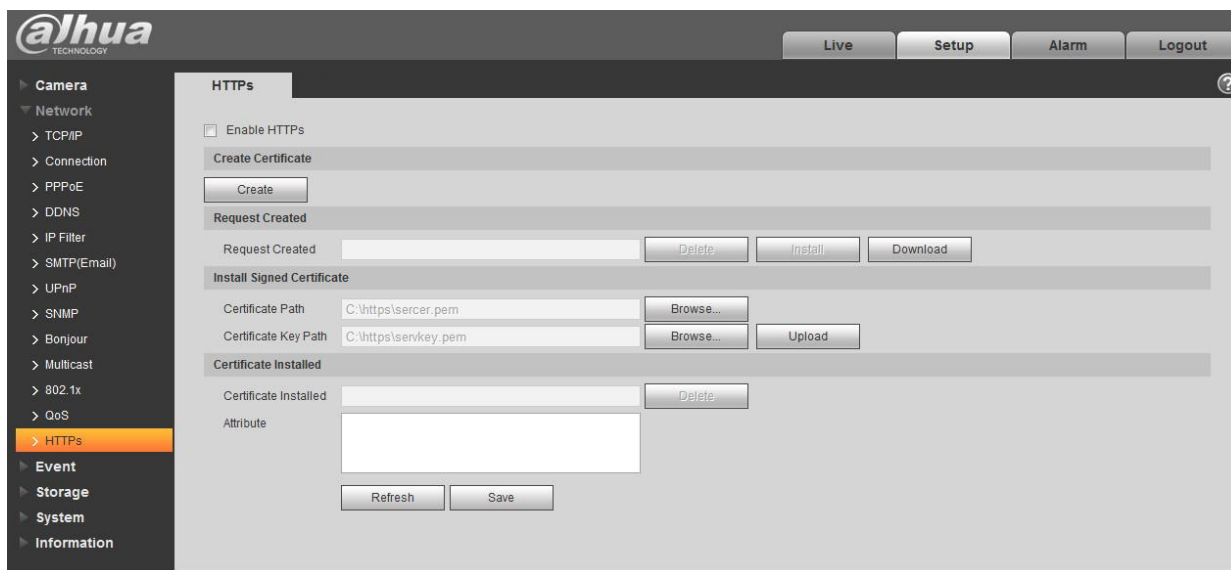 alhua
TECHNOLOGY
Live
Setup
Alarm
Logout
Camera
Network
TCP/IP
Connection
PPPoE
DDNS
IP Filter
SMTP(Email)
UPnP
SNMP
Bonjour
Multicast
802.1x
QoS
HTTPs
Event
Storage
System
Information
HTTPs
?
Enable HTTPs
Create Certificate
Create
Request Created
Request Created Delete Install Download
Install Signed Certificate
Certificate Path C:\https\sercer.pem Browse...
Certificate Key Path C:\https\servkey.pem Browse... Upload
Certificate Installed
Certificate Installed Delete
Attribute
Refresh Save